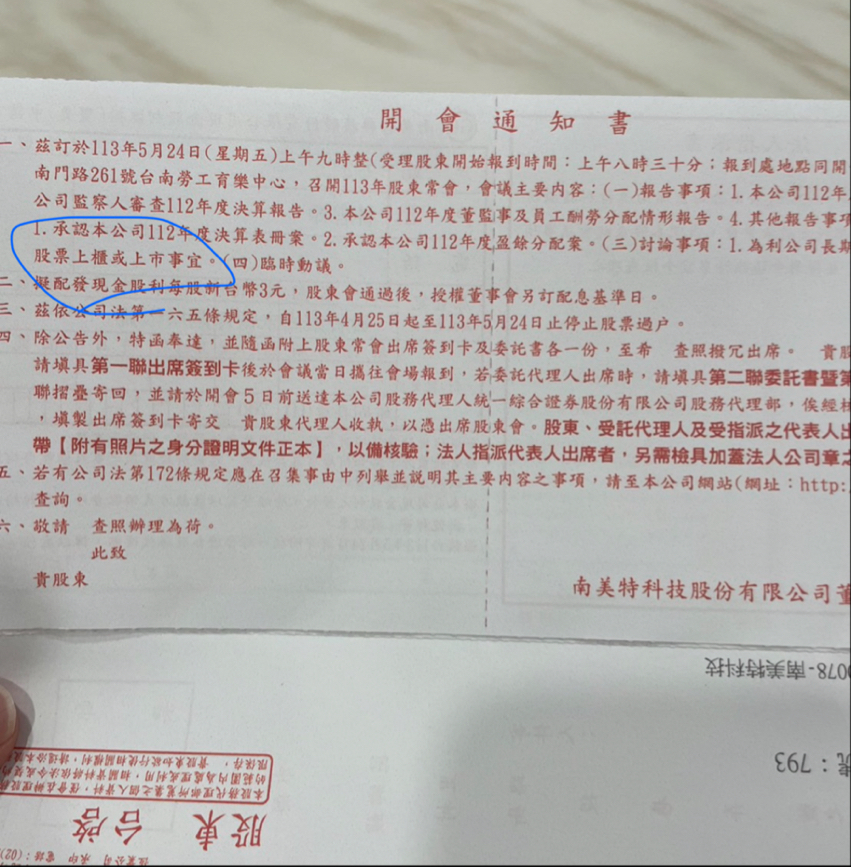 開會通知書
一、茲訂於113年5月24日(星期五)上午九時整(受理股東開始報到時間：上午八時三十分；報到處地點同開
南門路261號台南勞工育樂中心，召開113年股東常會，會議主要內容：(一)報告事項：1.本公司112年
公司監察人審查112年度決算報告。3.本公司112年度董監事及員工酬勞分配情形報告。4.其他報告事項
1.承認本公司112年度決算表冊案。2.承認本公司112年度盈餘分配案。(三)討論事項：1.為利公司長期
股票上櫃或上市事宜。(四)臨時動議。
二、擬配發現金股利每股新台幣3元，股東會通過後，授權董事會另訂配息基準日。
三、茲依公司法第一六五條規定，自113年4月25日起至113年5月24日止停止股票過戶。
四、除公告外，特函奉達，並隨函附上股東常會出席簽到卡及委託書各一份，至希　查照撥冗出席。　貴股
請填具第一聯出席簽到卡後於會議當日攜往會場報到，若委託代理人出席時，請填具第二聯委託書暨第
聯摺疊寄回，並請於開會5日前送達本公司股務代理人統一綜合證券股份有限公司股務代理部，俟經
，填製出席簽到卡寄交　貴股東代理人收執，以憑出席股東會。股東、受託代理人及受指派之代表人出
帶【附有照片之身分證明文件正本】，以備核驗；法人指派代表人出席者，另需檢具加蓋法人公司章之
五、若有公司法第172條規定應在召集事由中列舉並說明其主要內容之事項，請至本公司網站(網址：http:
查詢。
六、敬請　查照辦理為荷。
此致
貴股東
南美特科技股份有限公司董
0078-南美特科技
號：793
股東　台啓